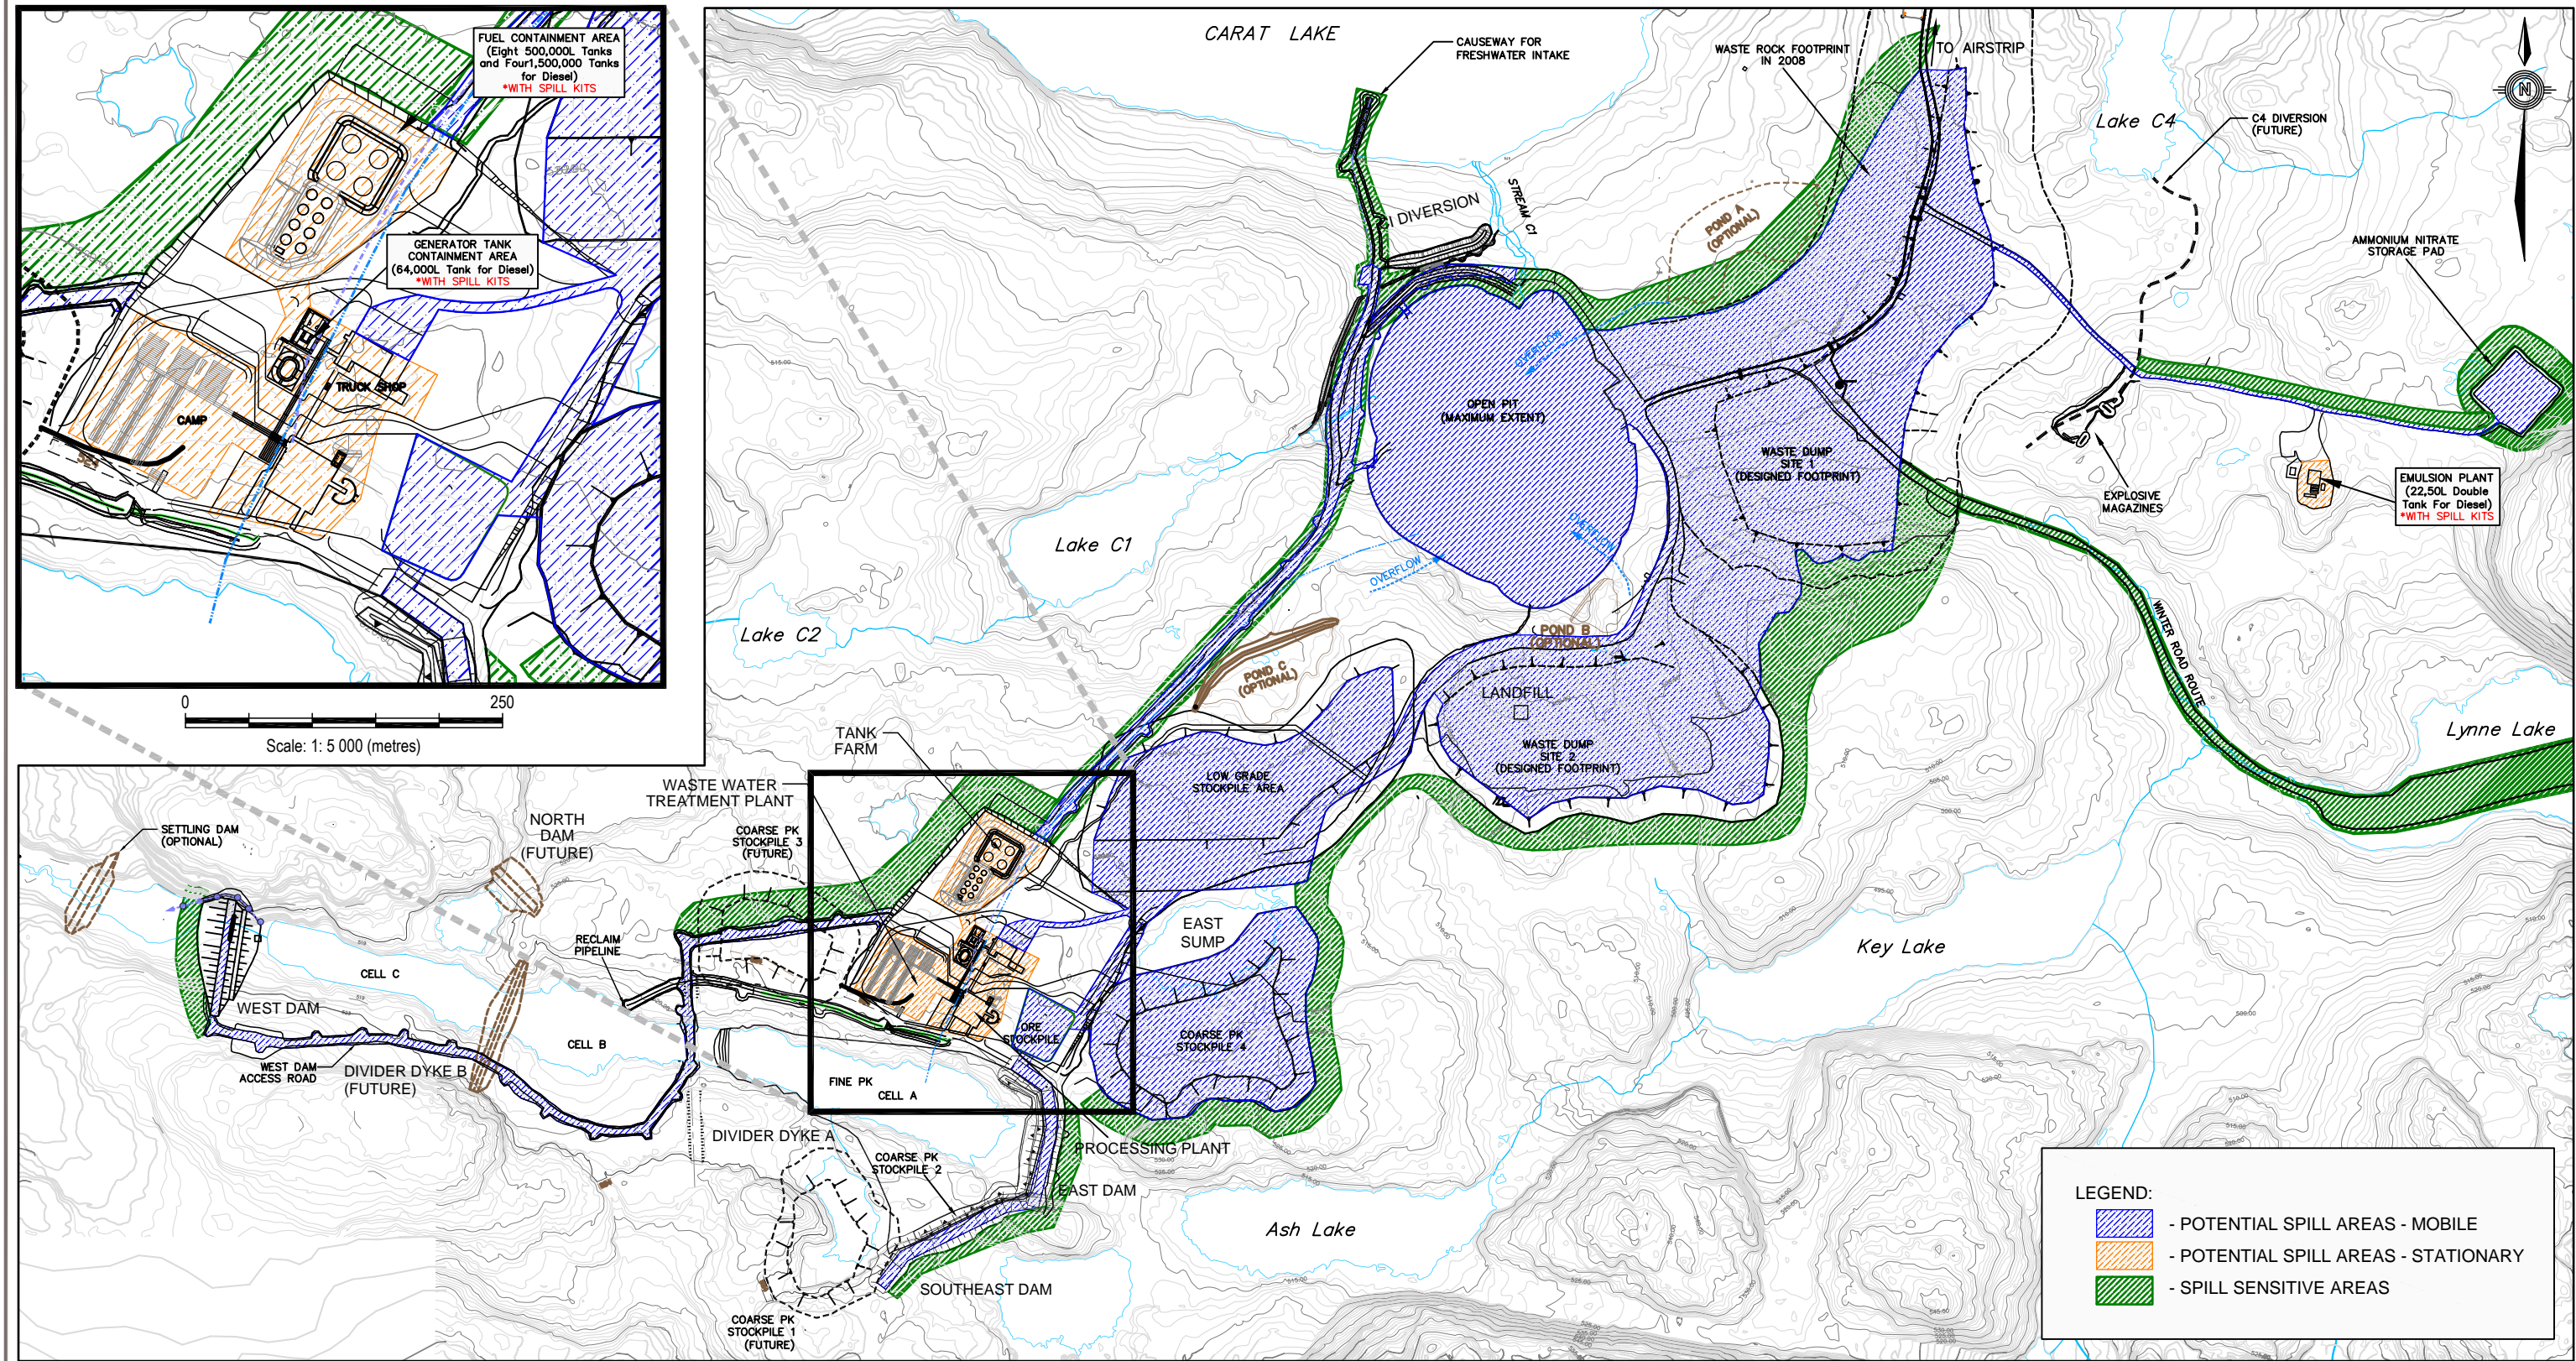 FUEL CONTAINMENT AREA
(Eight 500,000L Tanks
and Four1,500,000 Tanks
for Diesel)
*WITH SPILL KITS
GENERATOR TANK
CONTAINMENT AREA
(64,000L Tank for Diesel)
*WITH SPILL KITS
TRUCK SHOP
CAMP
0 250
Scale: 1: 5 000 (metres)
CARAT LAKE
CAUSEWAY FOR
FRESHWATER INTAKE
WASTE ROCK FOOTPRINT
IN 2008
TO AIRSTRIP
N
Lake C4
C4 DIVERSION
(FUTURE)
STREAM C1
I DIVERSION
POND A
(OPTIONAL)
AMMONIUM NITRATE
STORAGE PAD
OVERFLOW
OPEN PIT
(MAXIMUM EXTENT)
WASTE DUMP
SITE 1
(DESIGNED FOOTPRINT)
EXPLOSIVE
MAGAZINES
EMULSION PLANT
(22,50L Double
Tank For Diesel)
*WITH SPILL KITS
Lake C1
OVERFLOW
OVERFLOW
Lake C2
POND B
(OPTIONAL)
POND C
(OPTIONAL)
WINTER ROAD ROUTE
LANDFILL
WASTE DUMP
SITE 2
(DESIGNED FOOTPRINT)
Lynne Lake
TANK
FARM
WASTE WATER
TREATMENT PLANT
LOW GRADE
STOCKPILE AREA
SETTLING DAM
(OPTIONAL)
NORTH
DAM
(FUTURE)
COARSE PK
STOCKPILE 3
(FUTURE)
EAST
SUMP
RECLAIM
PIPELINE
Key Lake
CELL C
WEST DAM
CELL B
ORE
STOCKPILE
COARSE PK
STOCKPILE 4
WEST DAM
ACCESS ROAD
DIVIDER DYKE B
(FUTURE)
FINE PK
CELL A
DIVIDER DYKE A
PROCESSING PLANT
COARSE PK
STOCKPILE 2
EAST DAM
Ash Lake
SOUTHEAST DAM
COARSE PK
STOCKPILE 1
(FUTURE)
LEGEND:
- POTENTIAL SPILL AREAS - MOBILE
- POTENTIAL SPILL AREAS - STATIONARY
- SPILL SENSITIVE AREAS